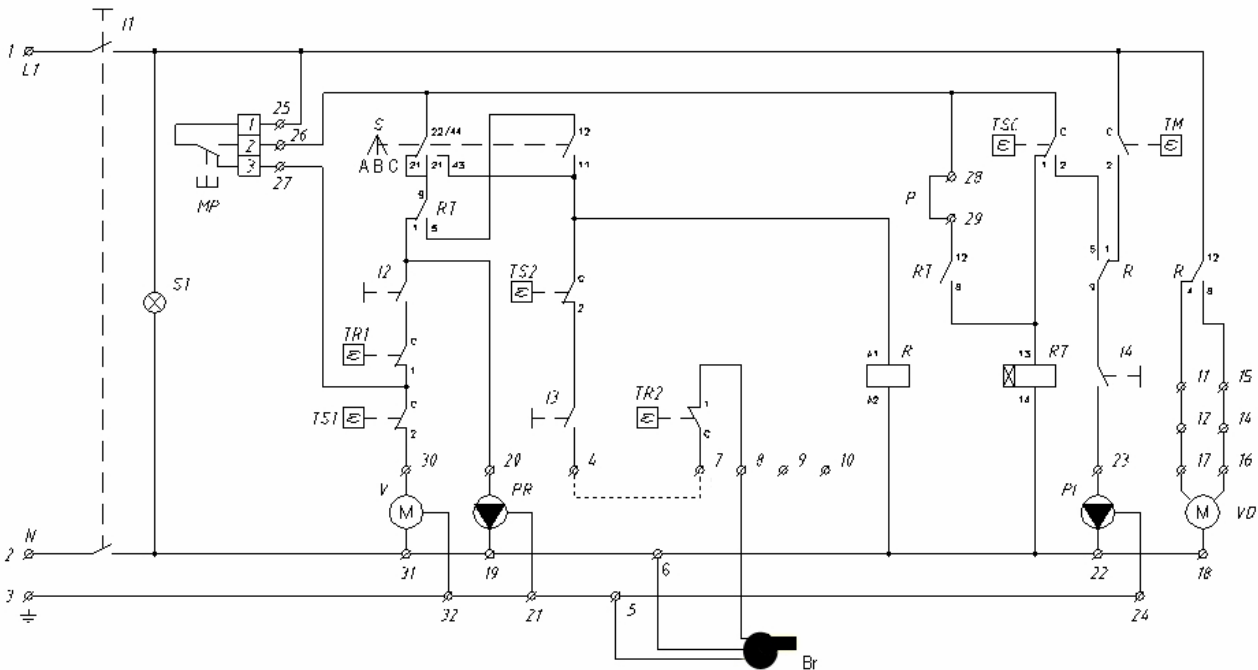 I1
1
L1
25
1
26
2
3
27
MP
S
A B C
22/44
21
21
43
12
11
9
RT
1
5
28
P
29
TSC
C
1
2
C
2
TM
I2
TS2
C
2
RT
12
8
5
1
R
9
R
12
4
8
S1
TR1
C
1
TS1
C
2
A1
R
A2
13
RT
14
I4
11
15
I3
TR2
1
C
12
14
30
20
4
7
8
9
10
23
17
16
V
M
PR
PI
M
VD
N
2
31
19
6
22
18
3
32
21
5
24
Br